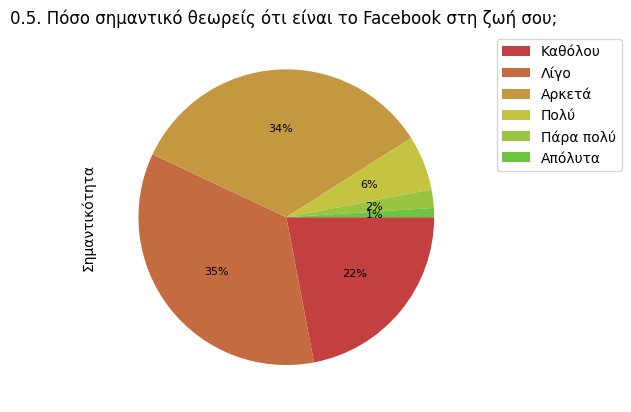 0.5. Πόσο σημαντικό θεωρείς ότι είναι το Facebook στη ζωή σου;
Καθόλου
Λίγο
Αρκετά
Πολύ
Πάρα πολύ
Απόλυτα
Σημαντικότητα
34%
6%
2%
1%
35%
22%